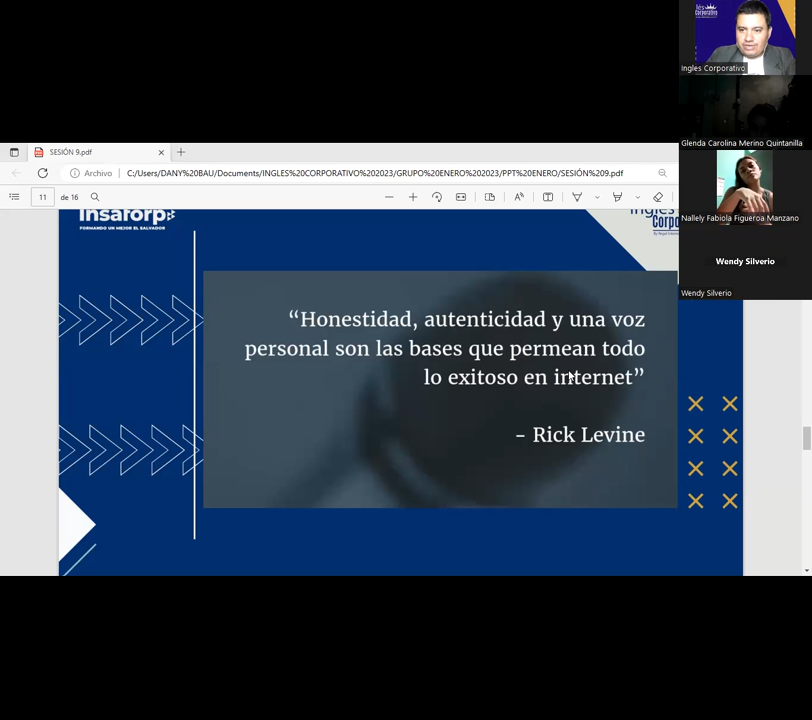 SESIÓN 9.pdf
Archivo
C:/Users/DANY%20BAU/Documents/INGLES%20CORPORATIVO%202023/GRUPO%20ENERO%202023/PPT%20ENERO/SESIÓN%209.pdf
11 de 16
Insaforp
FORMANDO UN MEJOR EL SALVADOR
“Honestidad, autenticidad y una voz
personal son las bases que permean todo
lo exitoso en internet”
- Rick Levine
Ingles Corporativo
Glenda Carolina Merino Quintanilla
Nallely Fabiola Figueroa Manzano
Wendy Silverio
Wendy Silverio